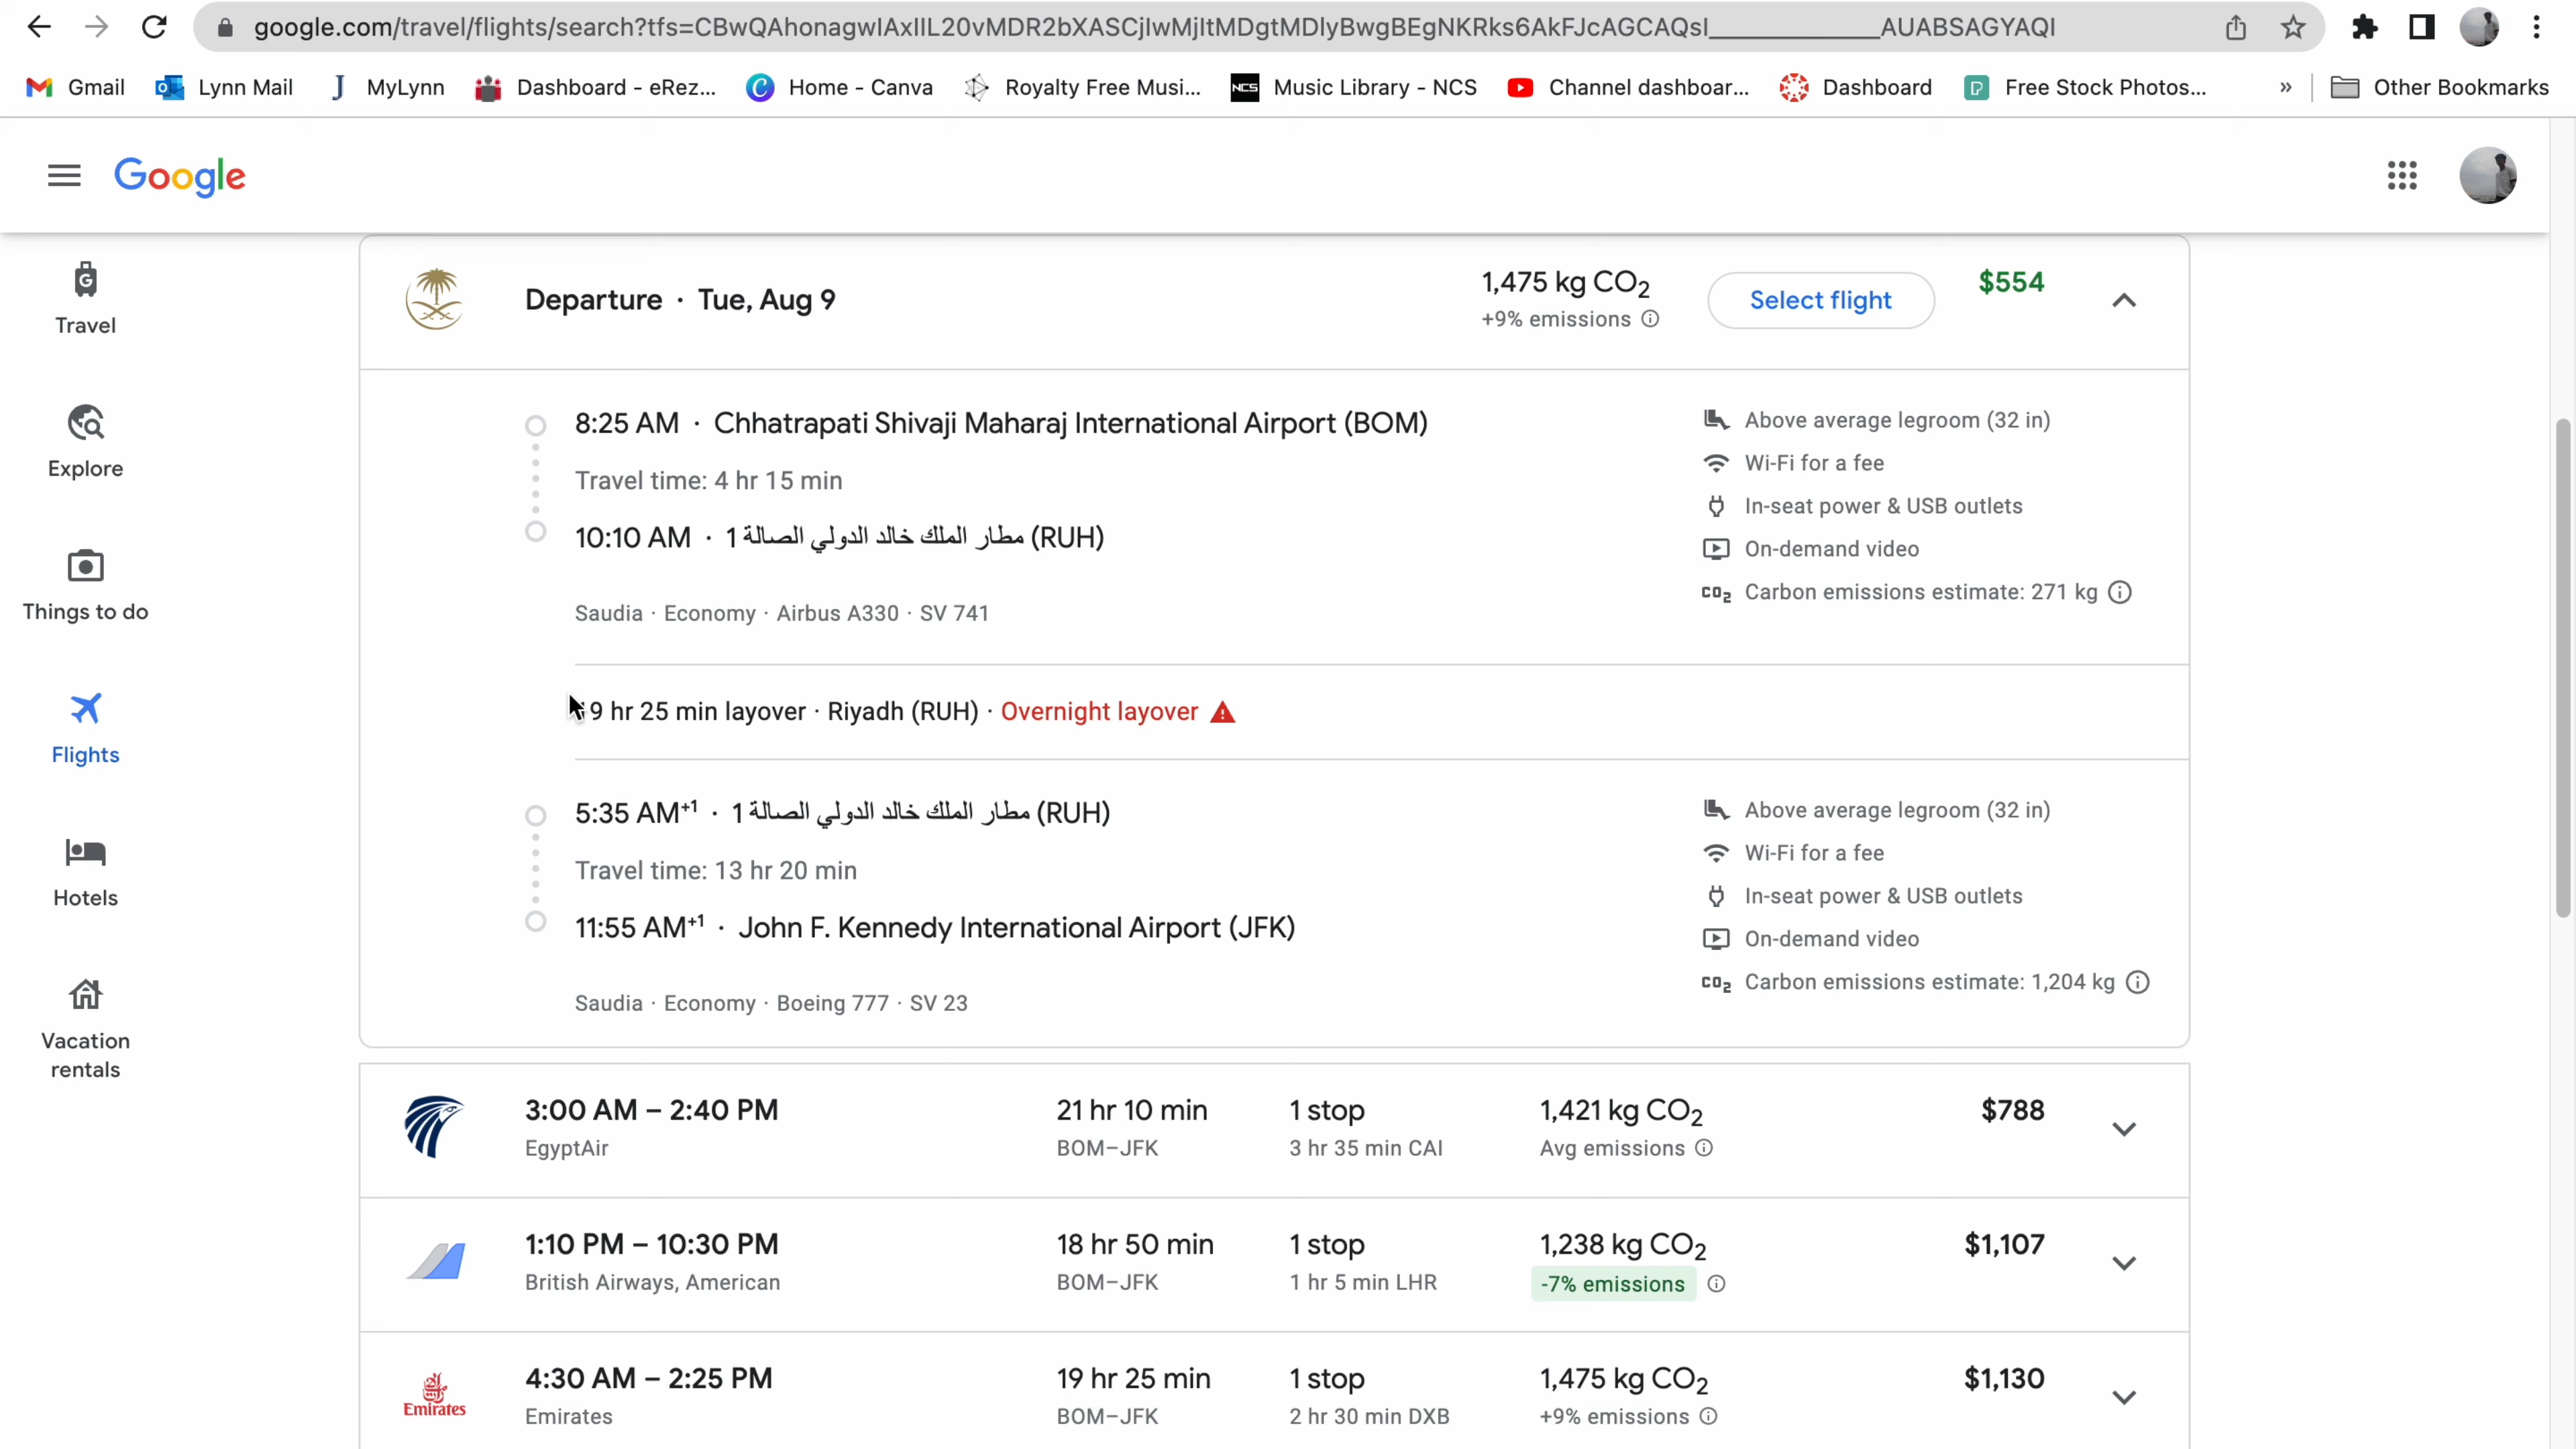 google.com/travel/flights/search?tfs=CBwQAhonagwIAxIIL20vMDR2bXASCjIwMjItMDgtMDlyBwgBEgNKRks6AkFJcAGCAQsI____________AUABSAGYAQI
Gmail Lynn Mail MyLynn Dashboard - eRez... Home - Canva Royalty Free Musi... NCS Music Library - NCS Channel dashboar... Dashboard Free Stock Photos... » Other Bookmarks
Google
Travel
Explore
Things to do
Flights
Hotels
Vacation
rentals
Departure · Tue, Aug 9
1,475 kg CO2
+9% emissions
Select flight
$554
8:25 AM · Chhatrapati Shivaji Maharaj International Airport (BOM)
Travel time: 4 hr 15 min
10:10 AM · مطار الملك خالد الدولي الصالة 1 (RUH)
Saudia · Economy · Airbus A330 · SV 741
Above average legroom (32 in)
Wi-Fi for a fee
In-seat power & USB outlets
On-demand video
CO2 Carbon emissions estimate: 271 kg
9 hr 25 min layover · Riyadh (RUH) · Overnight layover
5:35 AM+1 · مطار الملك خالد الدولي الصالة 1 (RUH)
Travel time: 13 hr 20 min
11:55 AM+1 · John F. Kennedy International Airport (JFK)
Saudia · Economy · Boeing 777 · SV 23
Above average legroom (32 in)
Wi-Fi for a fee
In-seat power & USB outlets
On-demand video
CO2 Carbon emissions estimate: 1,204 kg
3:00 AM – 2:40 PM 21 hr 10 min 1 stop 1,421 kg CO2 $788
EgyptAir BOM–JFK 3 hr 35 min CAI Avg emissions
1:10 PM – 10:30 PM 18 hr 50 min 1 stop 1,238 kg CO2 $1,107
British Airways, American BOM–JFK 1 hr 5 min LHR -7% emissions
4:30 AM – 2:25 PM 19 hr 25 min 1 stop 1,475 kg CO2 $1,130
Emirates Emirates BOM–JFK 2 hr 30 min DXB +9% emissions